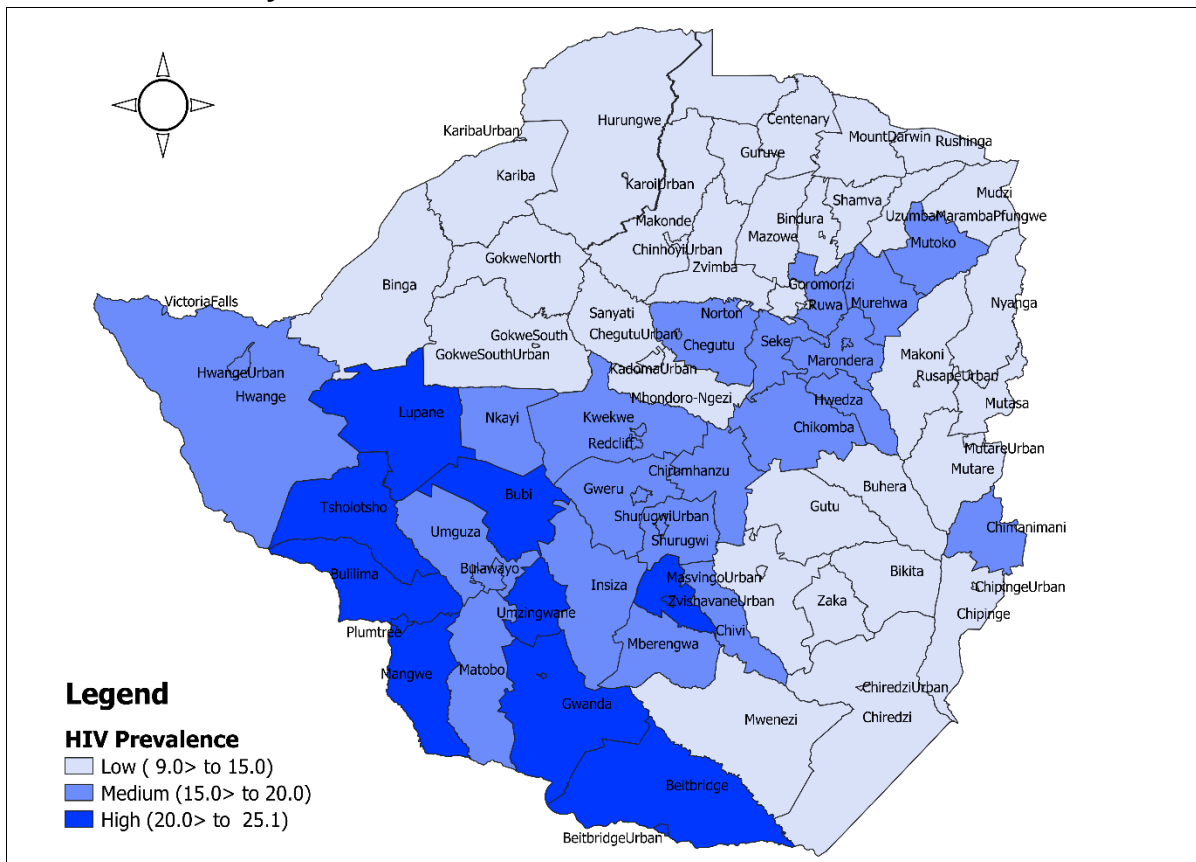 Hurungwe
Centenary
KaribaUrban
MountDarwin
Rushinga
Guruve
Kariba
KaroiUrban
Mudzi
Shamva
Makonde
Bindura
UzumbaMarambaPfungwe
Mazowe
Mutoko
ChinhoyiUrban
GokweNorth
Zvimba
Binga
Goromonzi
VictoriaFalls
Ruwa
Murehwa
Nyanga
Sanyati
Norton
GokweSouth
ChegutuUrban
Chegutu
Seke
GokweSouthUrban
Marondera
Makoni
KadomaUrban
HwangeUrban
RusapeUrban
Hwange
Mhondoro-Ngezi
Hwedza
Mutasa
Lupane
Nkayi
Kwekwe
Chikomba
Redcliff
MutareUrban
Mutare
Chirumhanzu
Buhera
Gweru
Bubi
Tsholotsho
Gutu
ShurugwiUrban
Chimanimani
Umguza
Shurugwi
Bulawayo
MasvingoUrban
Bikita
Bulilima
Insiza
ChipingeUrban
Umzingwane
ZvishavaneUrban
Zaka
Chipinge
Plumtree
Chivi
Mberengwa
Mangwe
Matobo
ChiredziUrban
Gwanda
Mwenezi
Chiredzi
Beitbridge
BeitbridgeUrban
Legend
HIV Prevalence
Low ( 9.0> to 15.0)
Medium (15.0> to 20.0)
High (20.0> to 25.1)